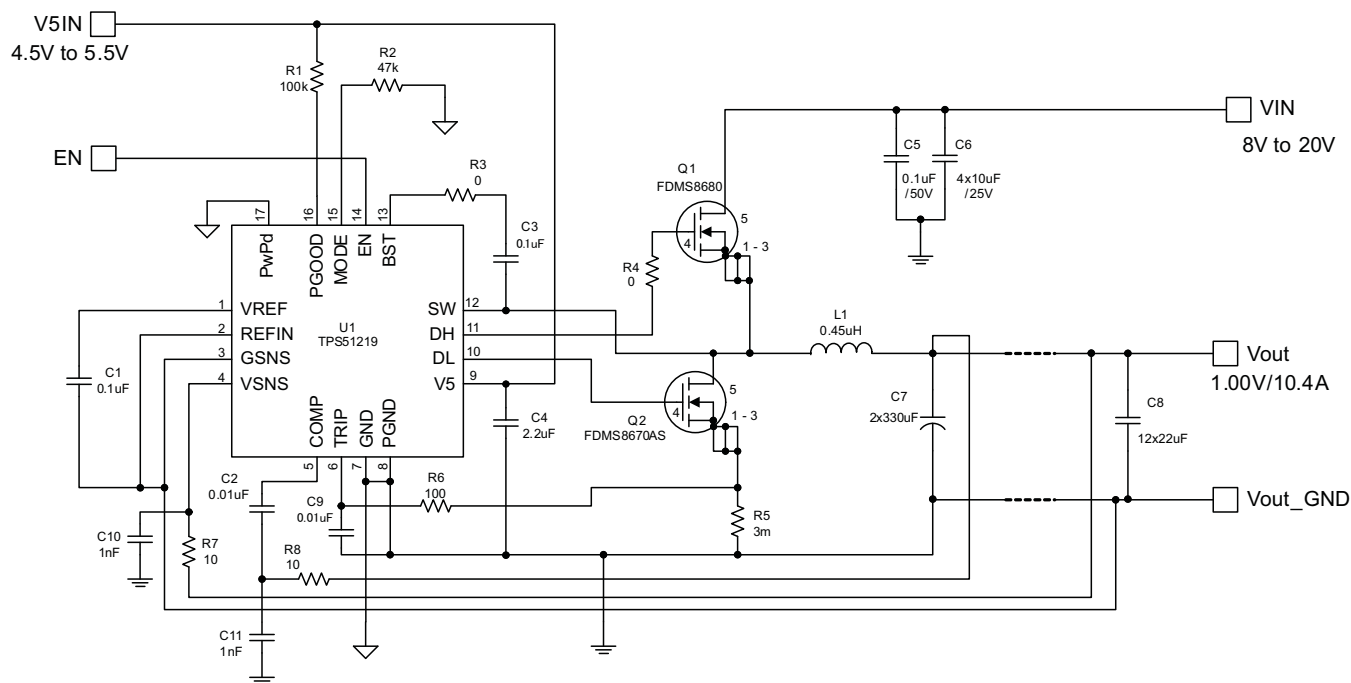 V5IN
4.5V to 5.5V
R1
100k
R2
47k
EN
R3
0
C3
0.1uF
Q1
FDMS8680
5
4
1 - 3
R4
0
C5
0.1uF
/50V
C6
4x10uF
/25V
VIN
8V to 20V
17
16
15
14
13
PwPd
PGOOD
MODE
EN
BST
1
VREF
2
REFIN
3
GSNS
4
VSNS
U1
TPS51219
SW
12
DH
11
DL
10
V5
9
COMP
TRIP
GND
PGND
5
6
7
8
C1
0.1uF
L1
0.45uH
Vout
1.00V/10.4A
5
4
1 - 3
Q2
FDMS8670AS
C7
2x330uF
C8
12x22uF
C4
2.2uF
C2
0.01uF
C9
0.01uF
R6
100
R5
3m
Vout_GND
C10
1nF
R7
10
R8
10
C11
1nF